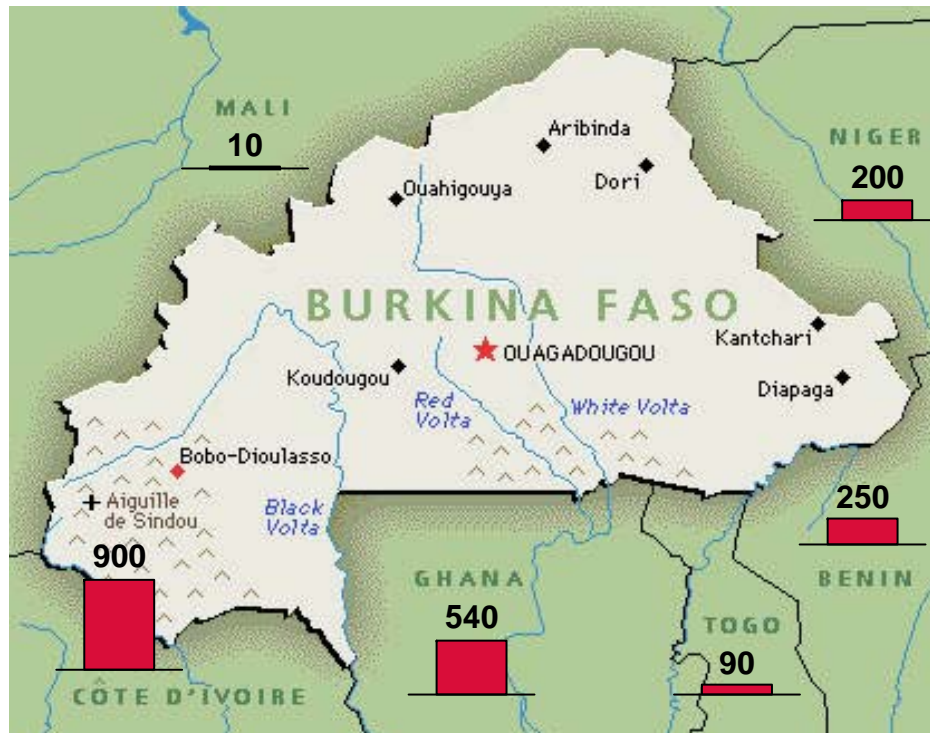 MALI
10
Aribinda
NIGER
Dori
200
Ouahigouya
BURKINA FASO
Kantchari
OUAGADOUGOU
Koudougou
Diapaga
Red
Volta
White Volta
Bobo-Dioulasso
Aiguille
de Sindou
Black
Volta
250
900
GHANA
BENIN
540
TOGO
90
CÔTE D'IVOIRE